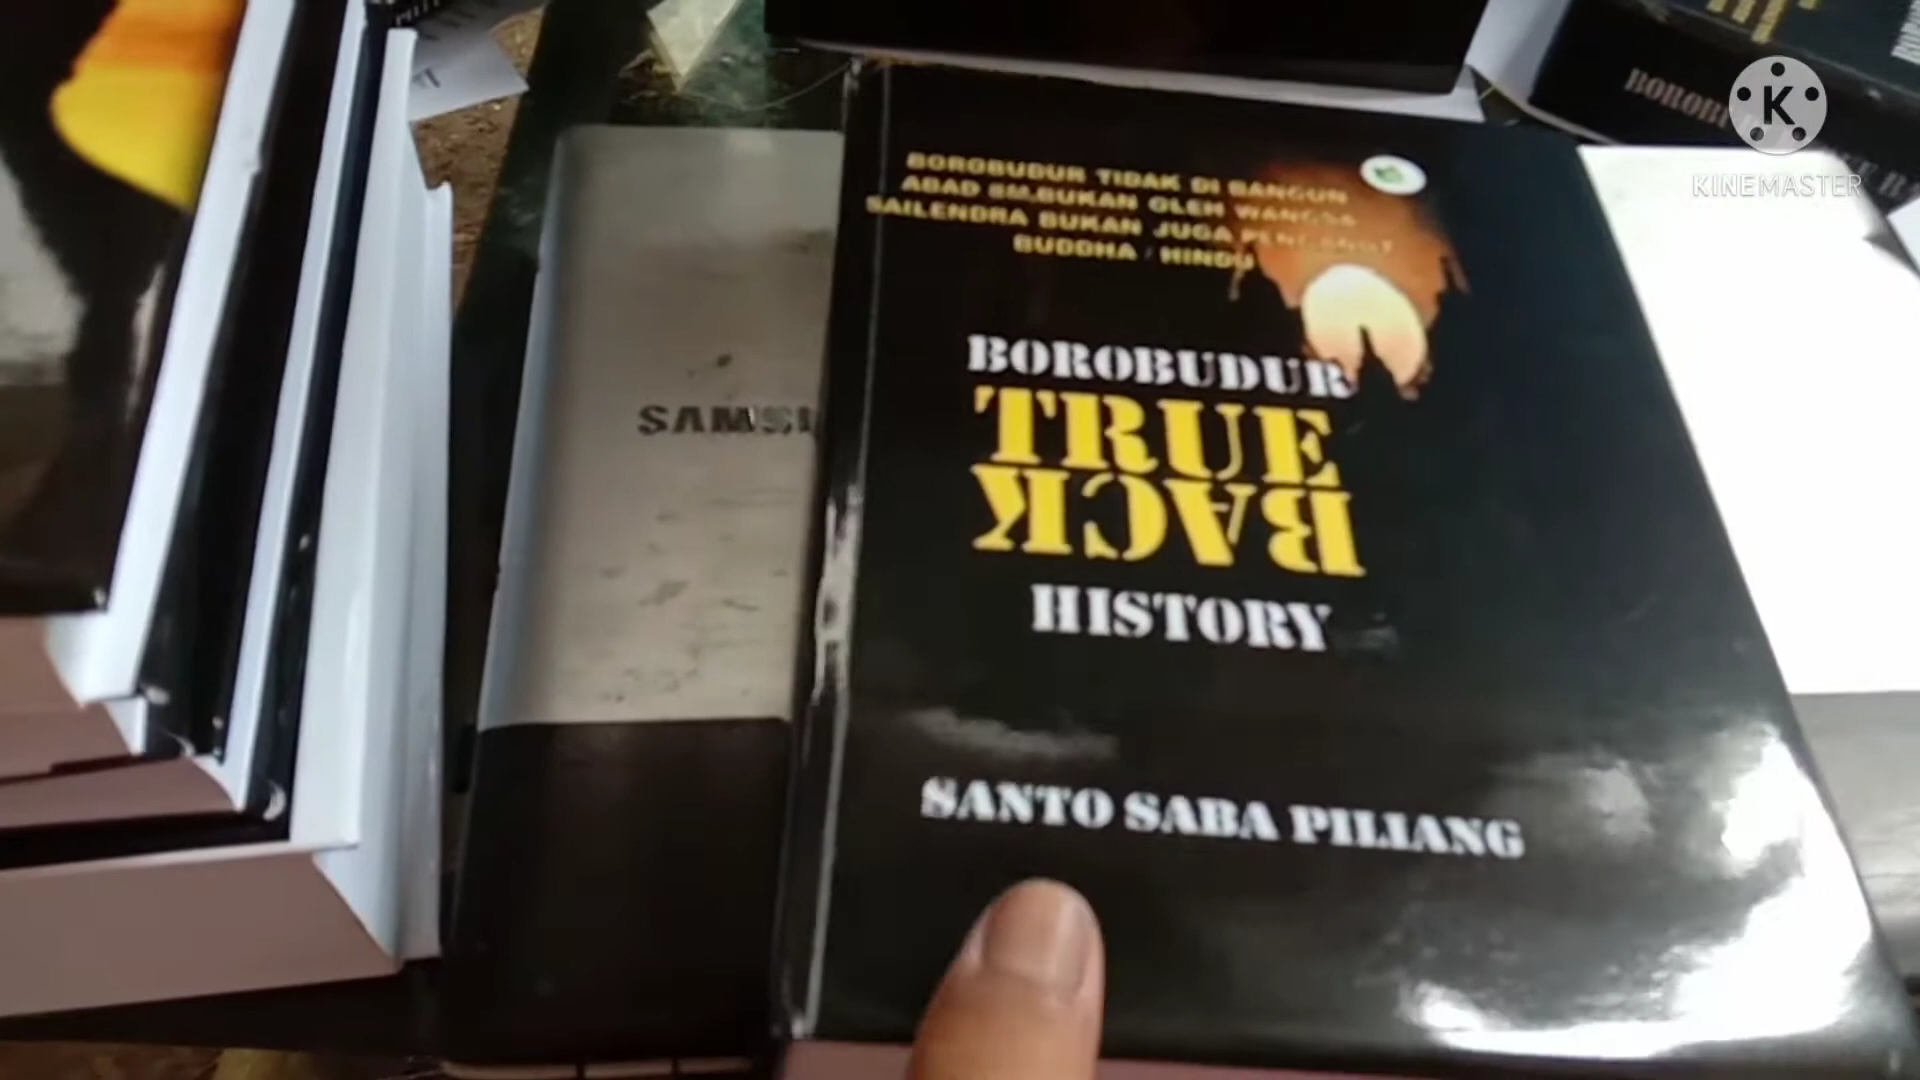 BOROBUDUR TIDAK DI BANGUN
ABAD 8M,BUKAN OLEH WANGSA
SAILENDRA BUKAN JUGA
BUDDHA / HINDU
BOROBUDUR
TRUE
BACK
HISTORY
SANTO SABA PILIANG
SAMSU
K
KINEMASTER